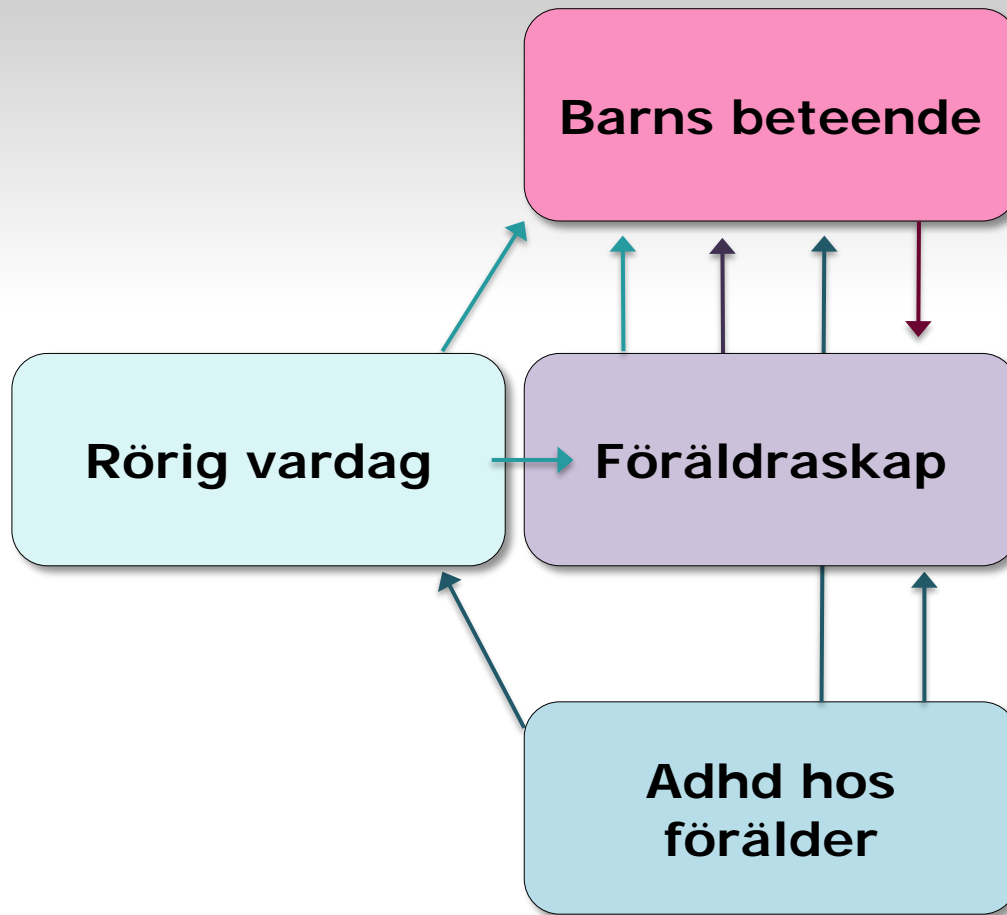 Barns beteende
Rörig vardag
Föräldraskap
Adhd hos
förälder